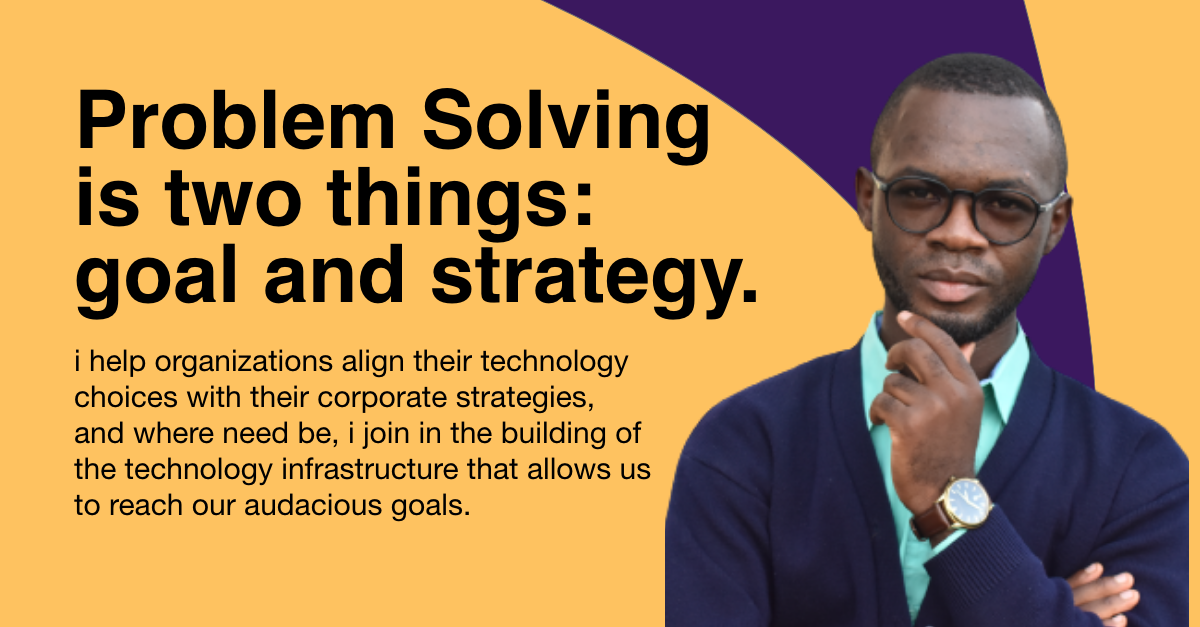 Problem Solving
is two things:
goal and strategy.
i help organizations align their technology
choices with their corporate strategies,
and where need be, i join in the building of
the technology infrastructure that allows us
to reach our audacious goals.